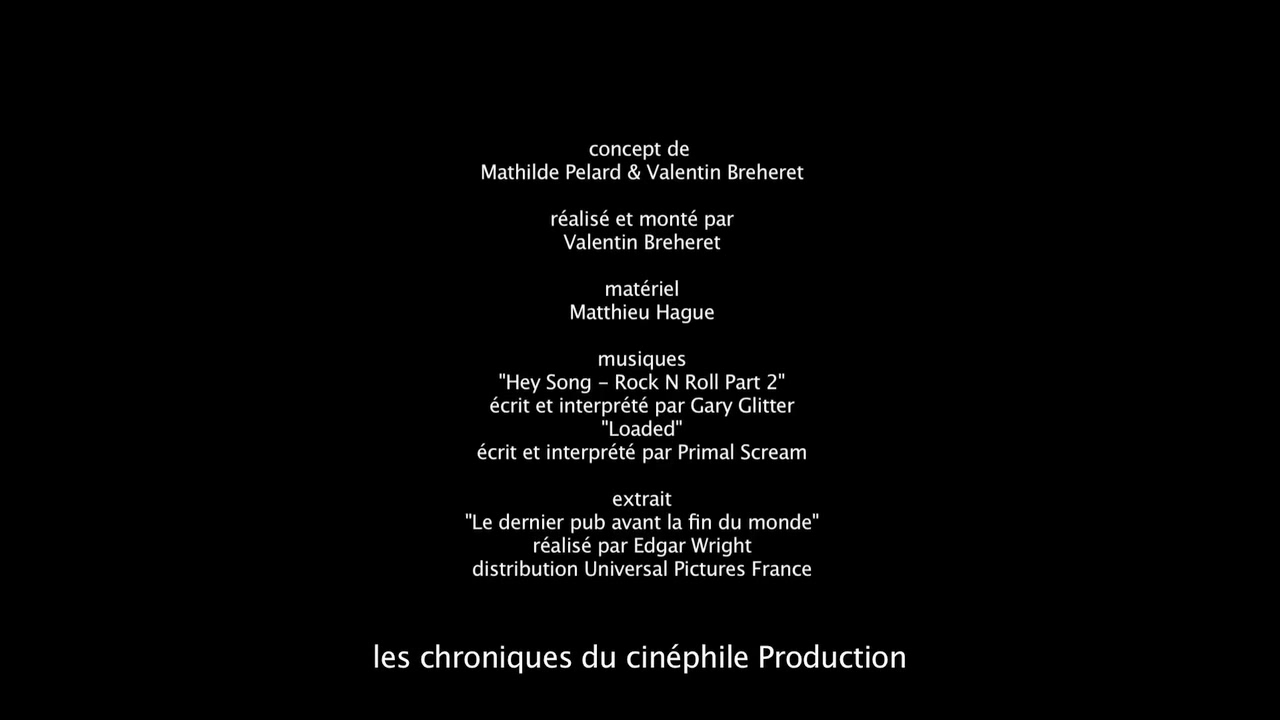 concept de
Mathilde Pelard & Valentin Breheret
réalisé et monté par
Valentin Breheret
matériel
Matthieu Hague
musiques
"Hey Song – Rock N Roll Part 2"
écrit et interprété par Gary Glitter
"Loaded"
écrit et interprété par Primal Scream
extrait
"Le dernier pub avant la fin du monde"
réalisé par Edgar Wright
distribution Universal Pictures France
les chroniques du cinéphile Production